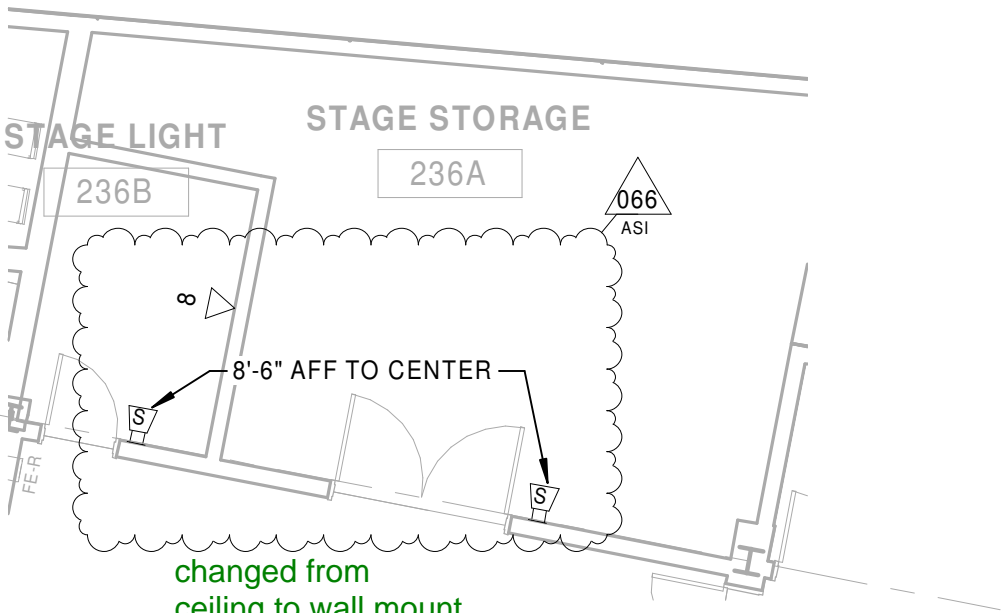 STAGE LIGHT
236B
STAGE STORAGE
236A
066
ASI
8
8'-6" AFF TO CENTER
S
S
FE-R
changed from
ceiling to wall mount